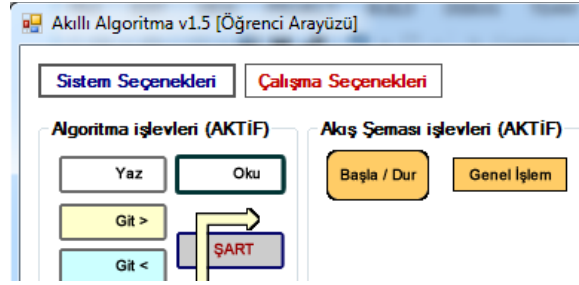 Akıllı Algoritma v1.5 [Öğrenci Arayüzü]
Sistem Seçenekleri Çalışma Seçenekleri
Algoritma işlevleri (AKTİF) Akış Şeması işlevleri (AKTİF)
Yaz Oku Başla / Dur Genel İşlem
Git >
ŞART
Git <